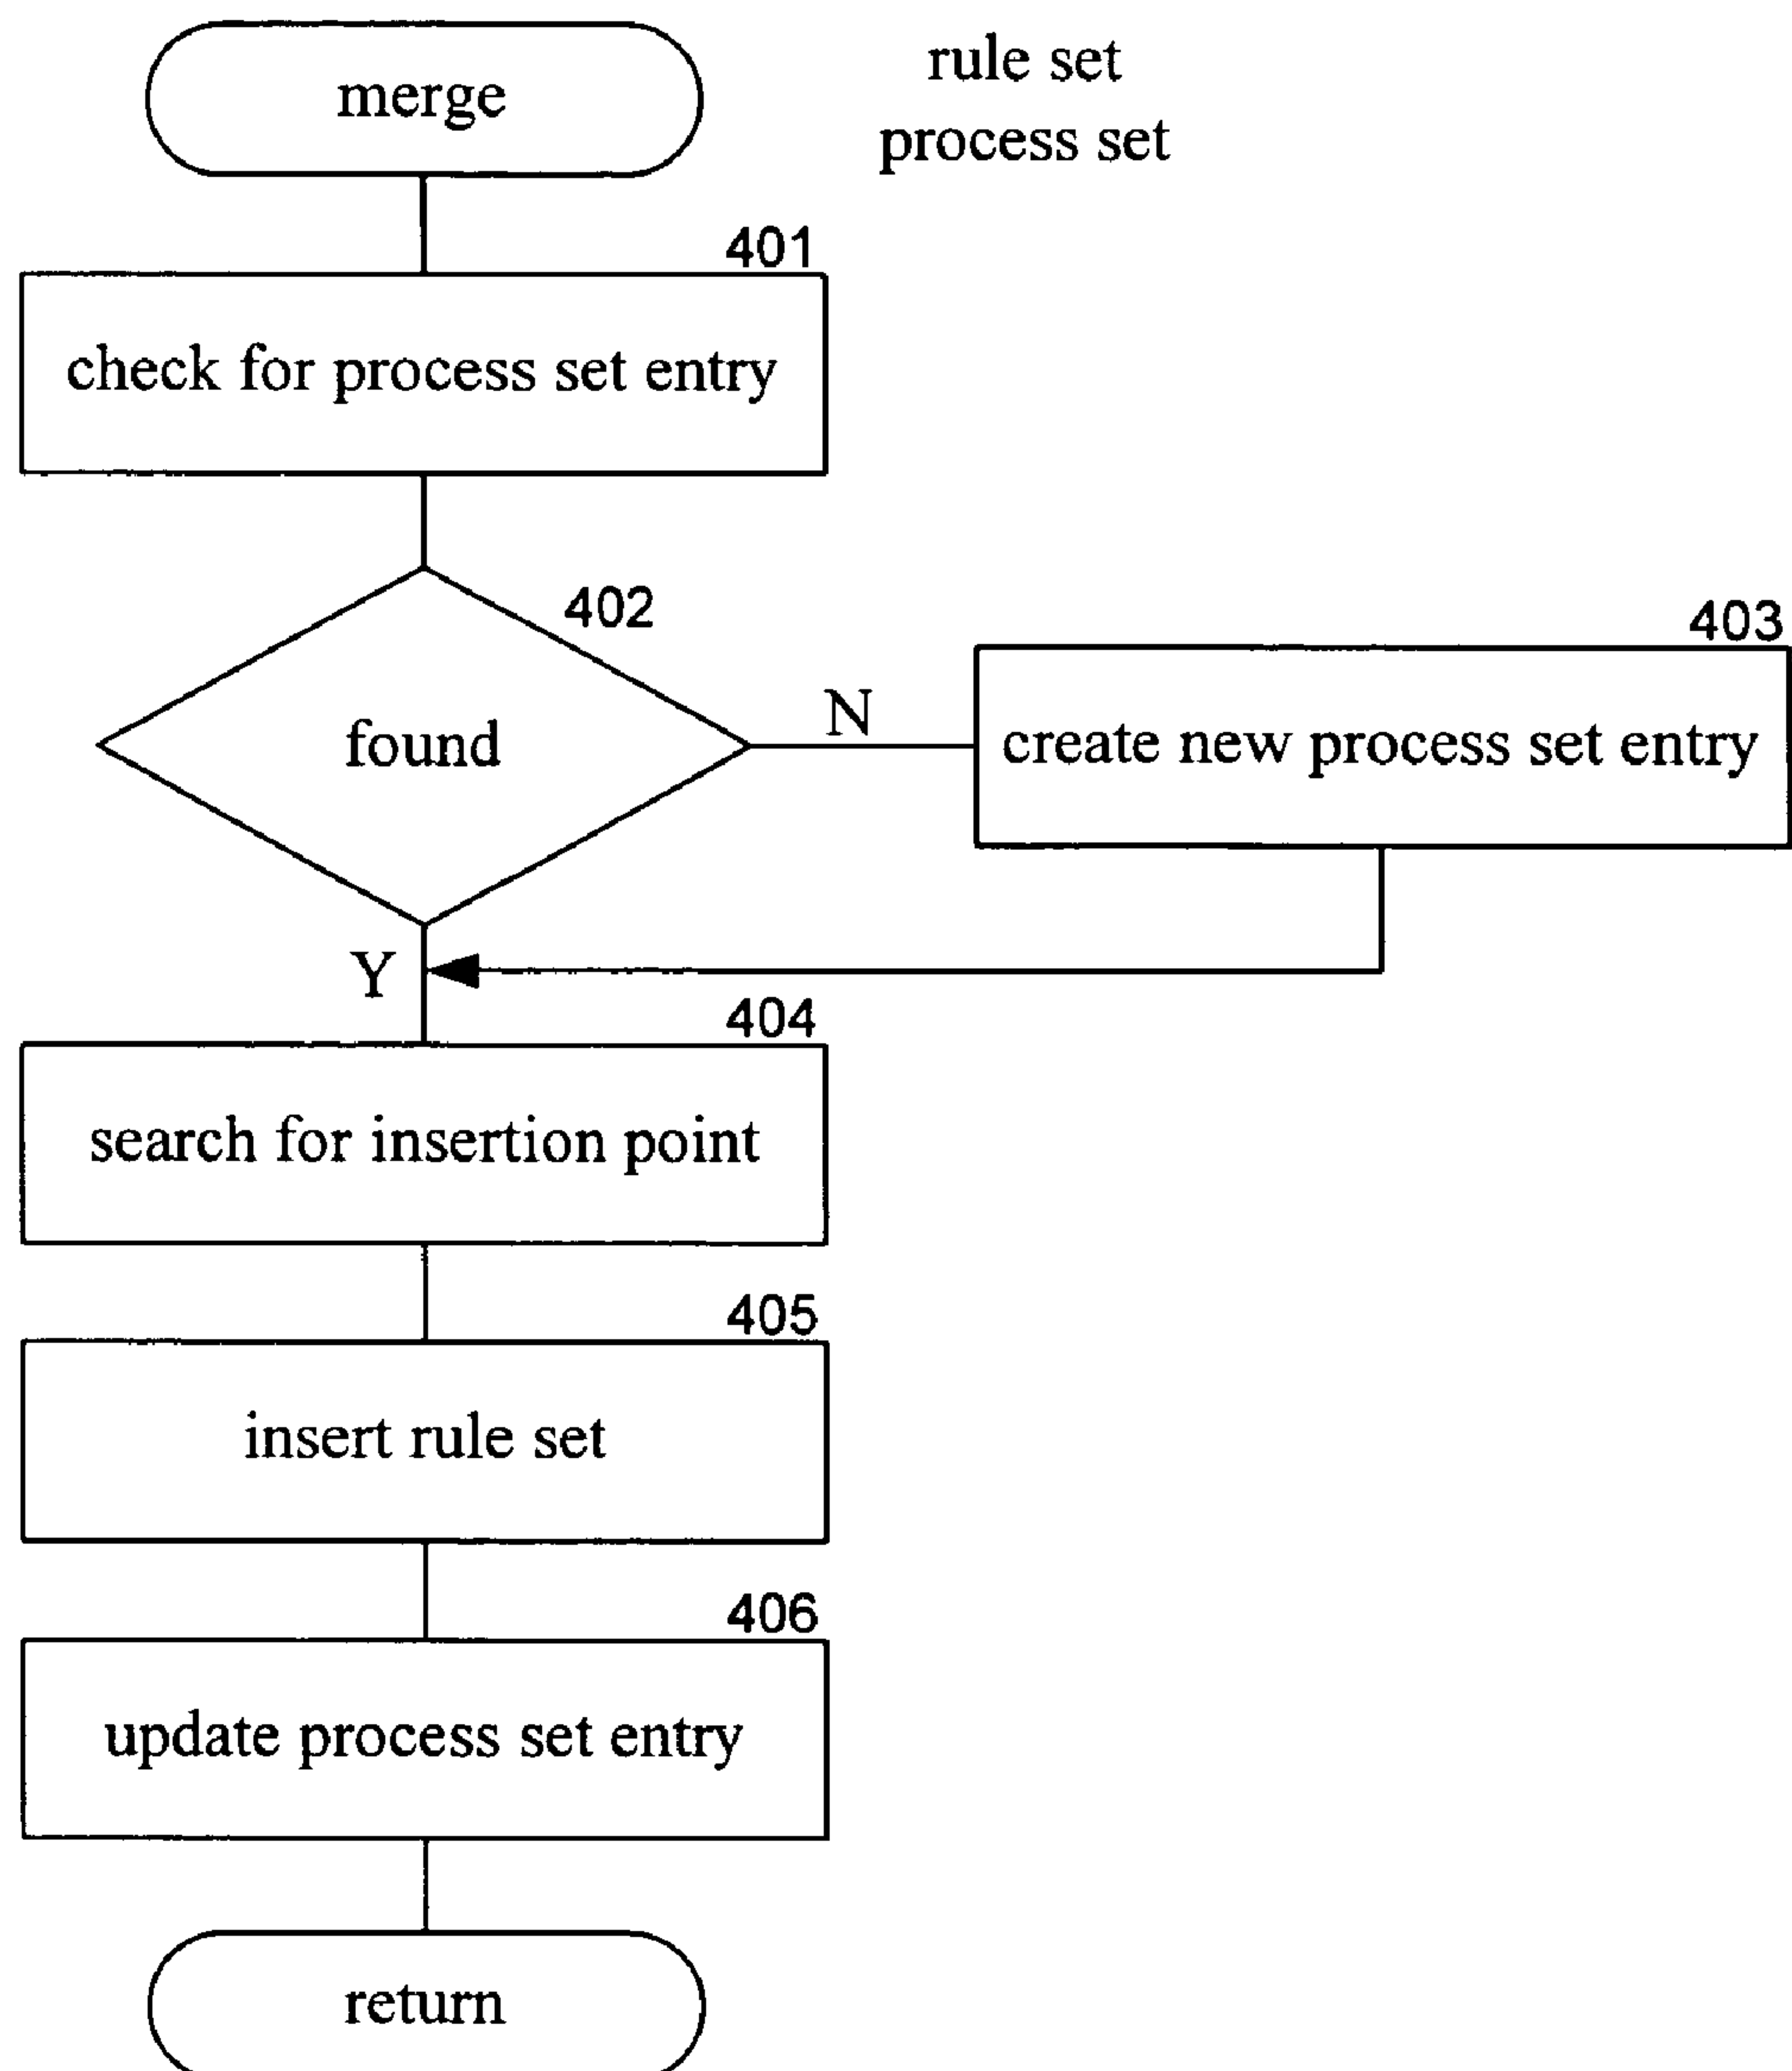 merge
rule set
process set
401
check for process set entry
402
found
N
403
create new process set entry
Y
404
search for insertion point
405
insert rule set
406
update process set entry
return